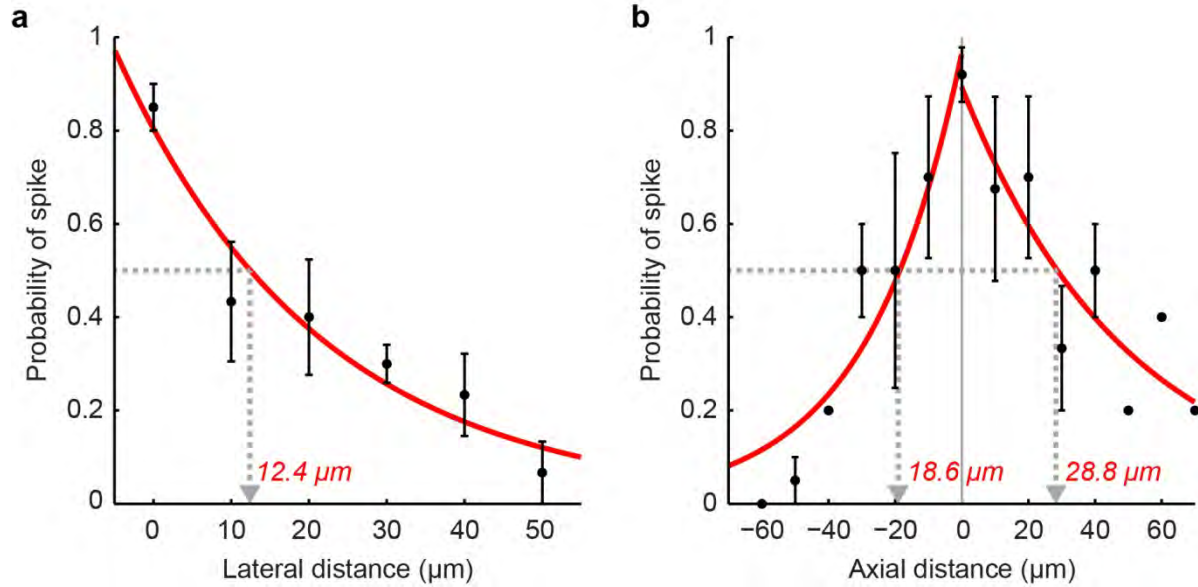 a
1
0.8
0.6
0.4
0.2
0
Probability of spike
12.4 µm
0 10 20 30 40 50
Lateral distance (µm)
b
1
0.8
0.6
0.4
0.2
0
Probability of spike
18.6 µm 28.8 µm
−60 −40 −20 0 20 40 60
Axial distance (µm)